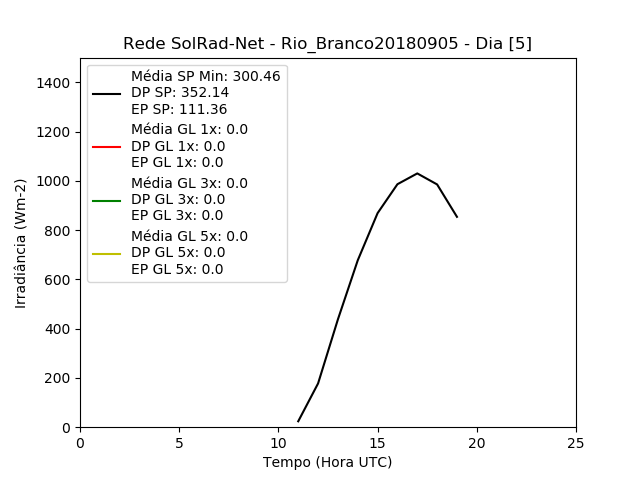 Rede SolRad-Net - Rio_Branco20180905 - Dia [5]
Média SP Min: 300.46
DP SP: 352.14
EP SP: 111.36
Média GL 1x: 0.0
DP GL 1x: 0.0
EP GL 1x: 0.0
Média GL 3x: 0.0
DP GL 3x: 0.0
EP GL 3x: 0.0
Média GL 5x: 0.0
DP GL 5x: 0.0
EP GL 5x: 0.0
Irradiância (Wm-2)
1400
1200
1000
800
600
400
200
0
0 5 10 15 20 25
Tempo (Hora UTC)